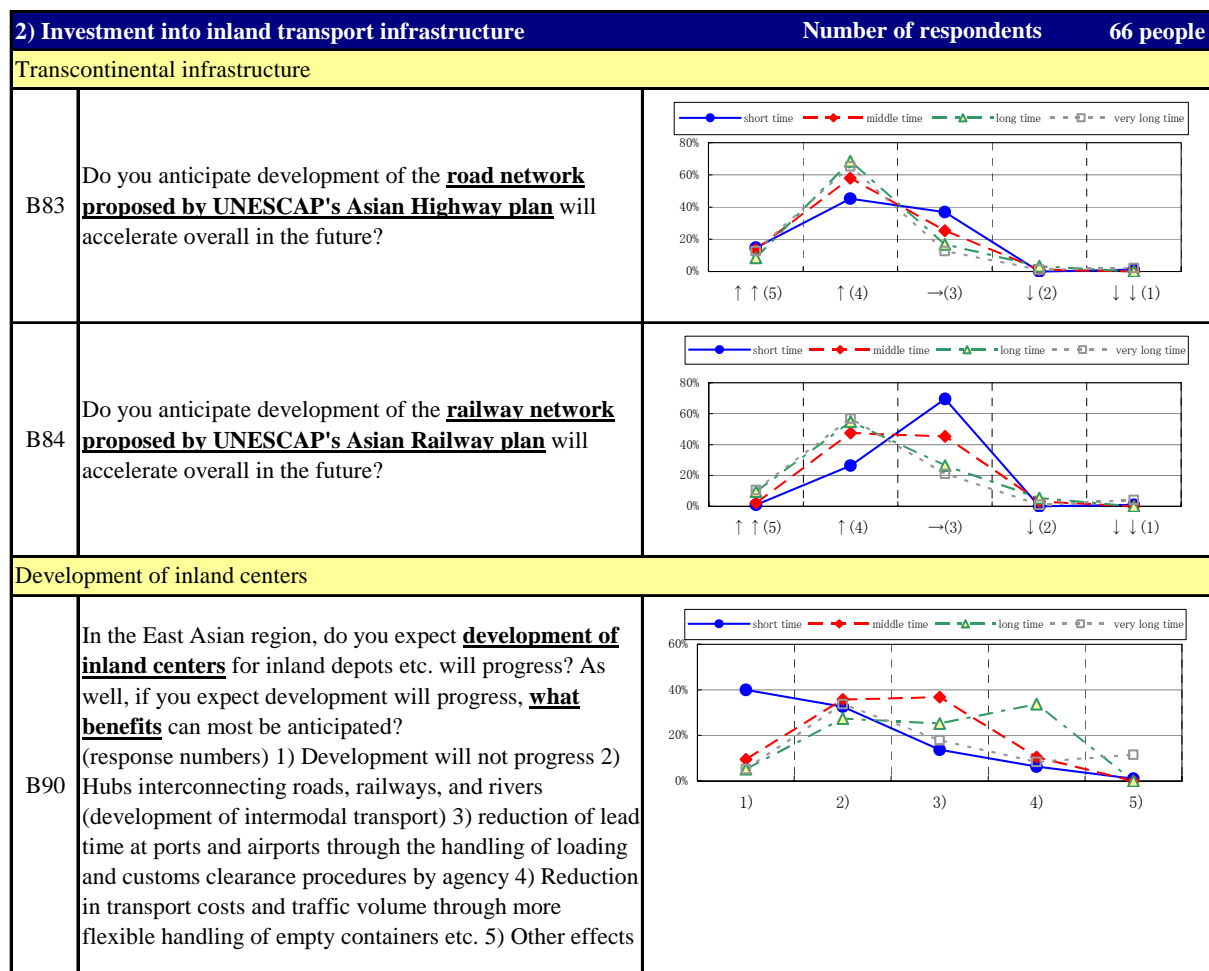 2) Investment into inland transport infrastructure Number of respondents 66 people
Transcontinental infrastructure
B83
Do you anticipate development of the road network
proposed by UNESCAP's Asian Highway plan will
accelerate overall in the future?
short time middle time long time very long time
80%
60%
40%
20%
0%
↑ ↑ (5) ↑ (4) →(3) ↓ (2) ↓ ↓ (1)
B84
Do you anticipate development of the railway network
proposed by UNESCAP's Asian Railway plan will
accelerate overall in the future?
short time middle time long time very long time
80%
60%
40%
20%
0%
↑ ↑ (5) ↑ (4) →(3) ↓ (2) ↓ ↓ (1)
Development of inland centers
B90
In the East Asian region, do you expect development of
inland centers for inland depots etc. will progress? As
well, if you expect development will progress, what
benefits can most be anticipated?
(response numbers) 1) Development will not progress 2)
Hubs interconnecting roads, railways, and rivers
(development of intermodal transport) 3) reduction of lead
time at ports and airports through the handling of loading
and customs clearance procedures by agency 4) Reduction
in transport costs and traffic volume through more
flexible handling of empty containers etc. 5) Other effects
short time middle time long time very long time
60%
40%
20%
0%
1) 2) 3) 4) 5)